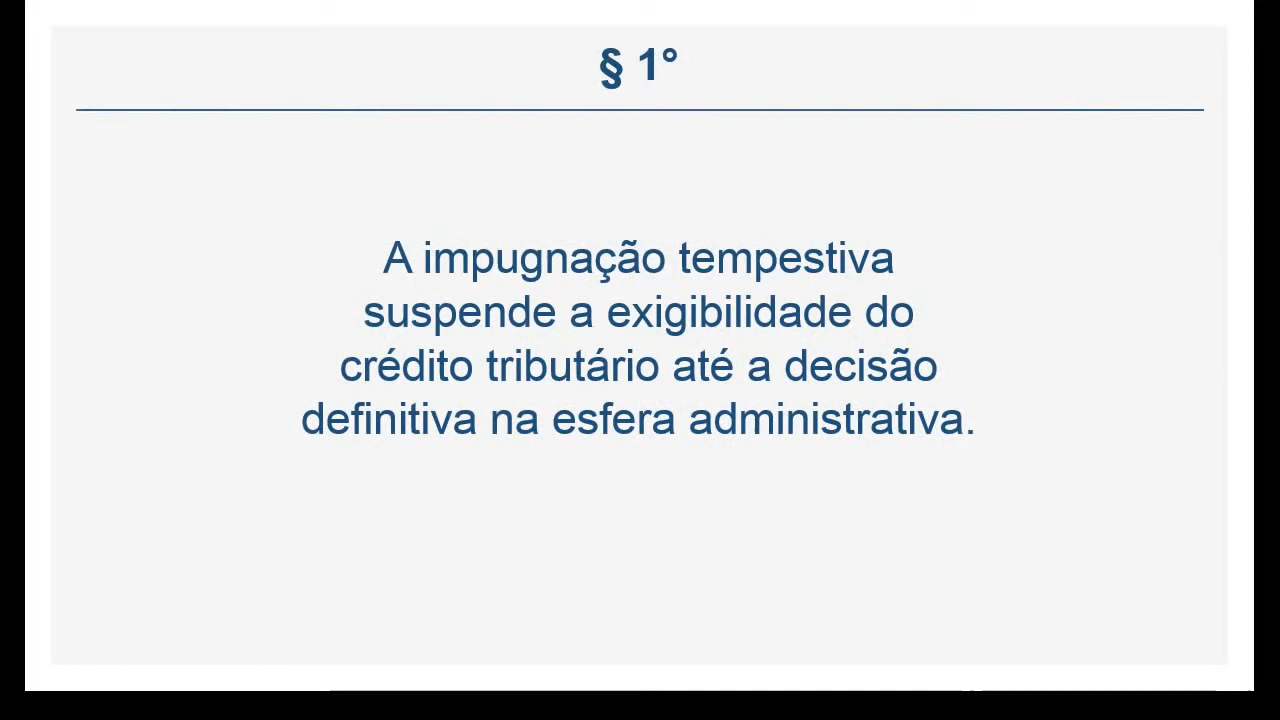 § 1°
A impugnação tempestiva
suspende a exigibilidade do
crédito tributário até a decisão
definitiva na esfera administrativa.